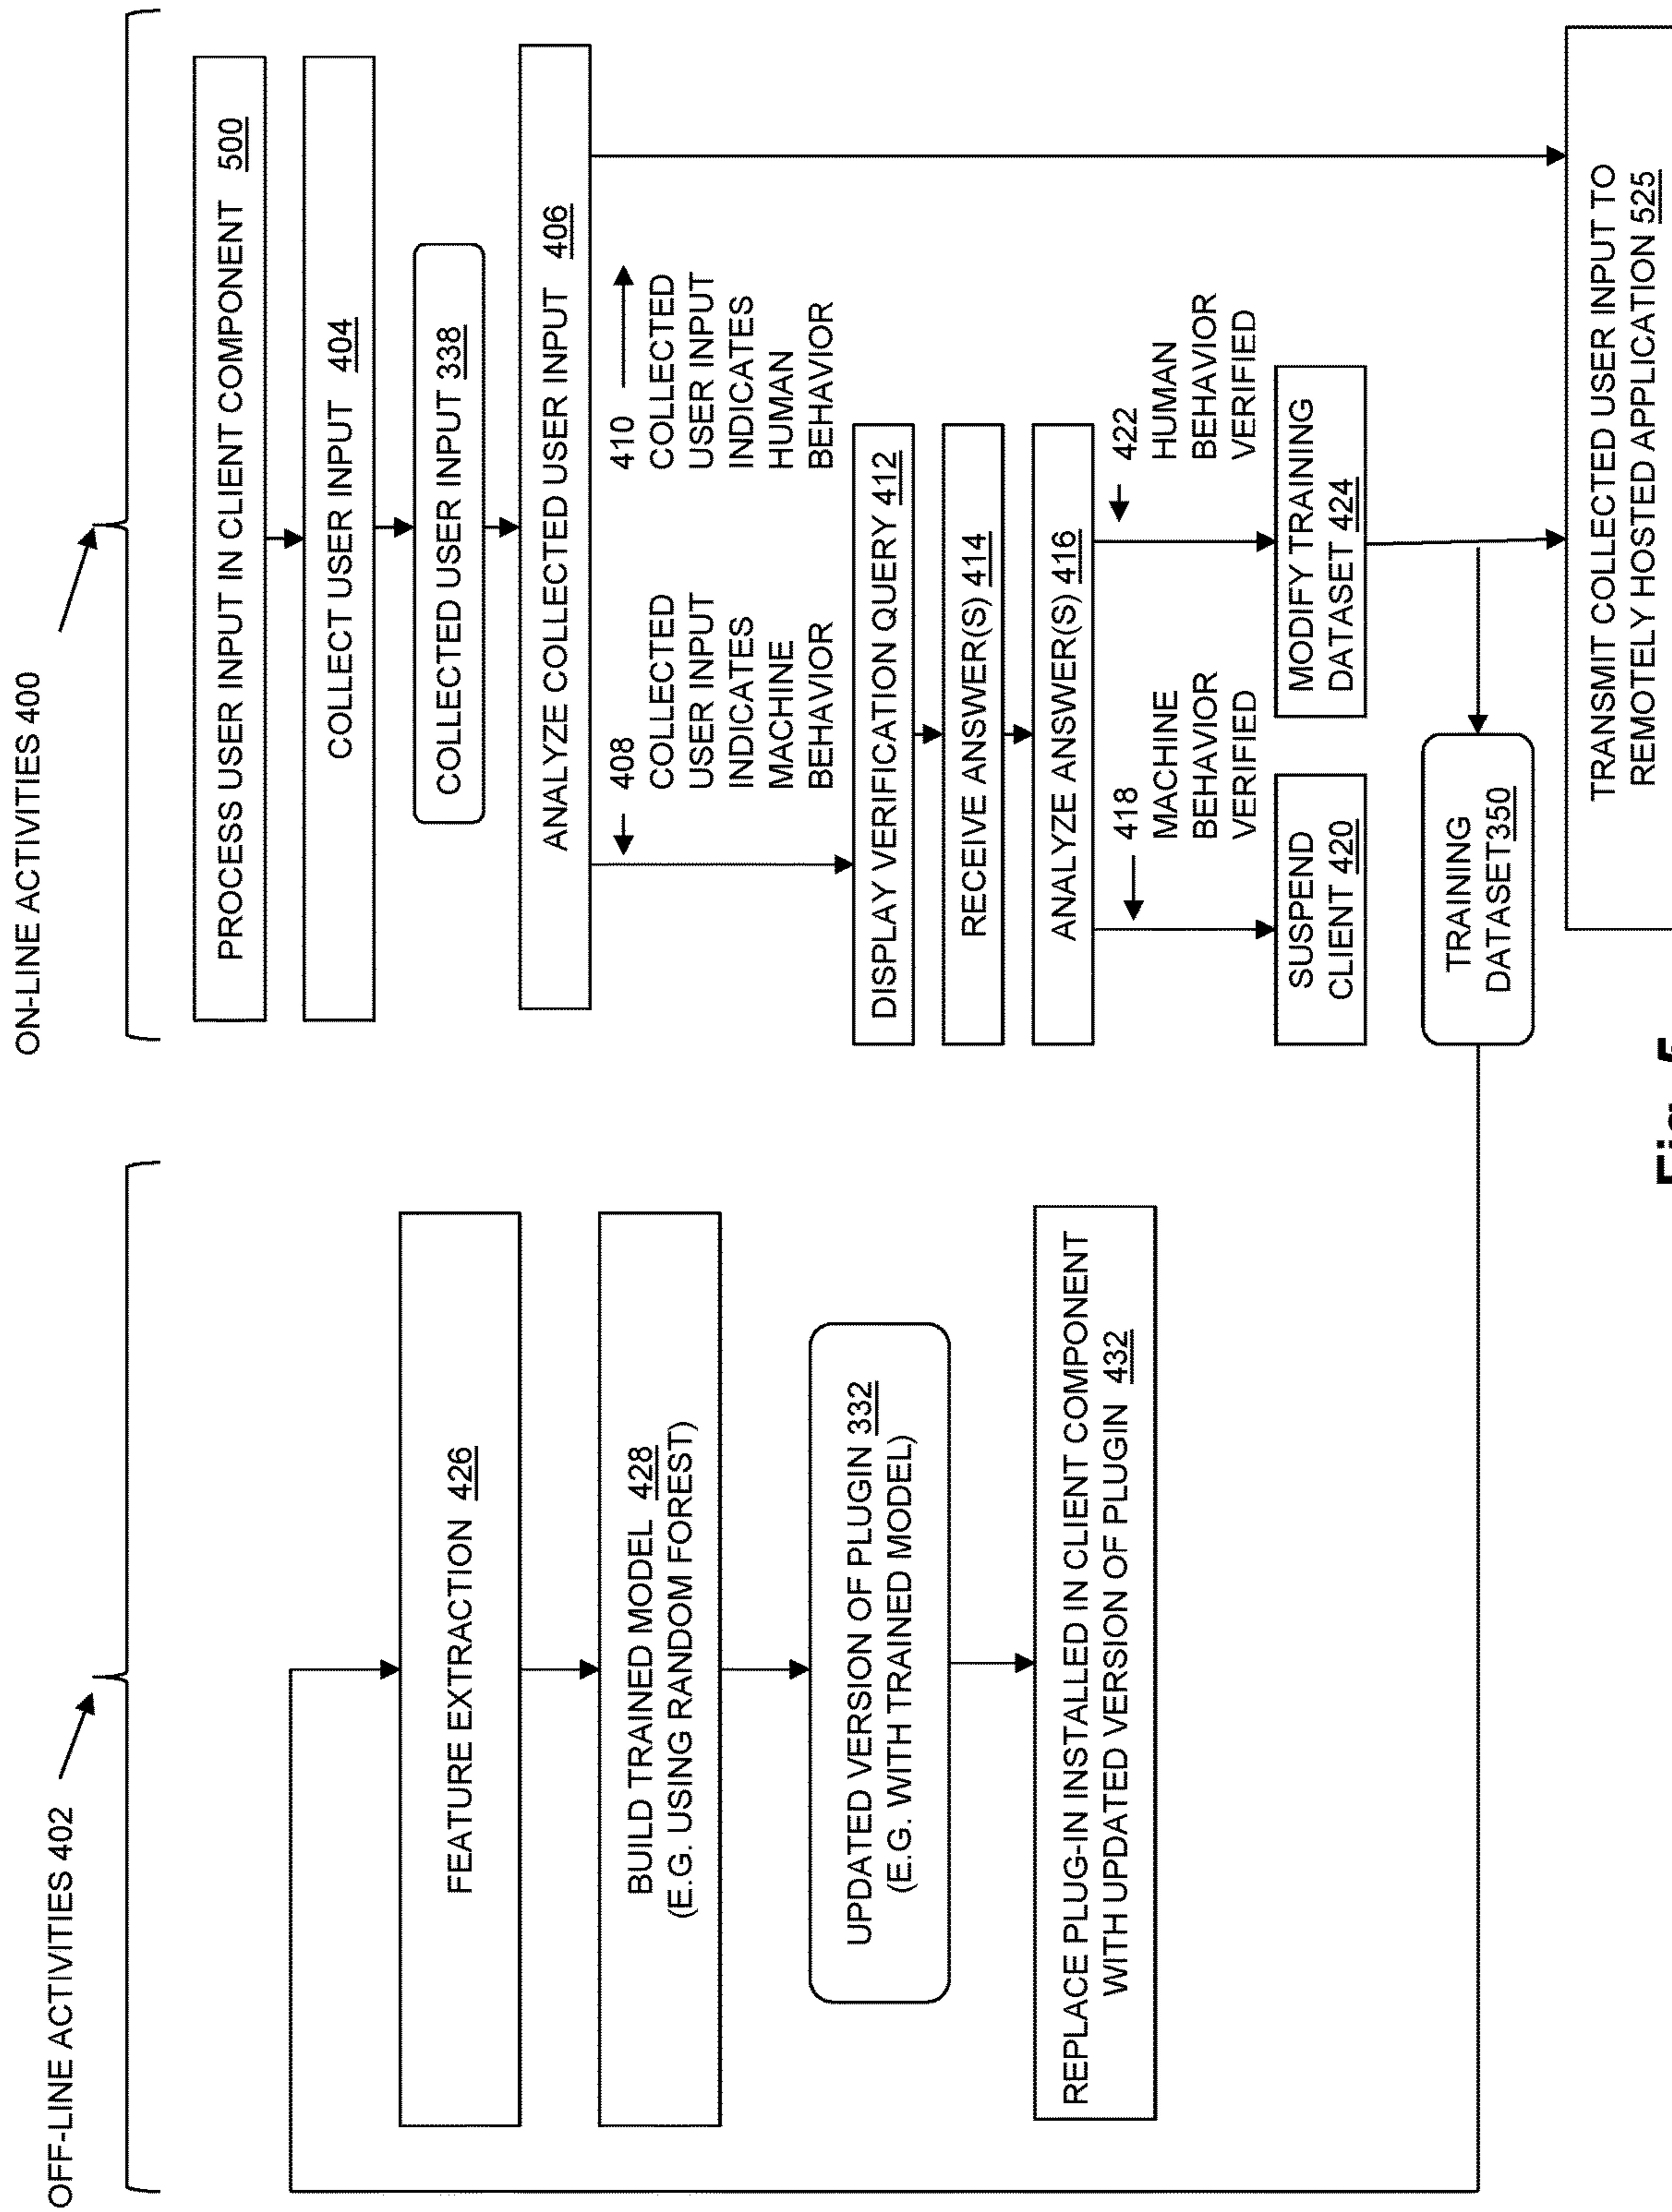 OFF-LINE ACTIVITIES 402
FEATURE EXTRACTION 426
BUILD TRAINED MODEL 428
(E.G. USING RANDOM FOREST)
UPDATED VERSION OF PLUGIN 332
(E.G. WITH TRAINED MODEL)
REPLACE PLUG-IN INSTALLED IN CLIENT COMPONENT
WITH UPDATED VERSION OF PLUGIN 432
ON-LINE ACTIVITIES 400
PROCESS USER INPUT IN CLIENT COMPONENT 500
COLLECT USER INPUT 404
COLLECTED USER INPUT 338
ANALYZE COLLECTED USER INPUT 406
408
COLLECTED
USER INPUT
INDICATES
MACHINE
BEHAVIOR
410
COLLECTED
USER INPUT
INDICATES
HUMAN
BEHAVIOR
DISPLAY VERIFICATION QUERY 412
RECEIVE ANSWER(S) 414
ANALYZE ANSWER(S) 416
418
MACHINE
BEHAVIOR
VERIFIED
422
HUMAN
BEHAVIOR
VERIFIED
SUSPEND
CLIENT 420
MODIFY TRAINING
DATASET 424
TRAINING
DATASET350
TRANSMIT COLLECTED USER INPUT TO
REMOTELY HOSTED APPLICATION 525